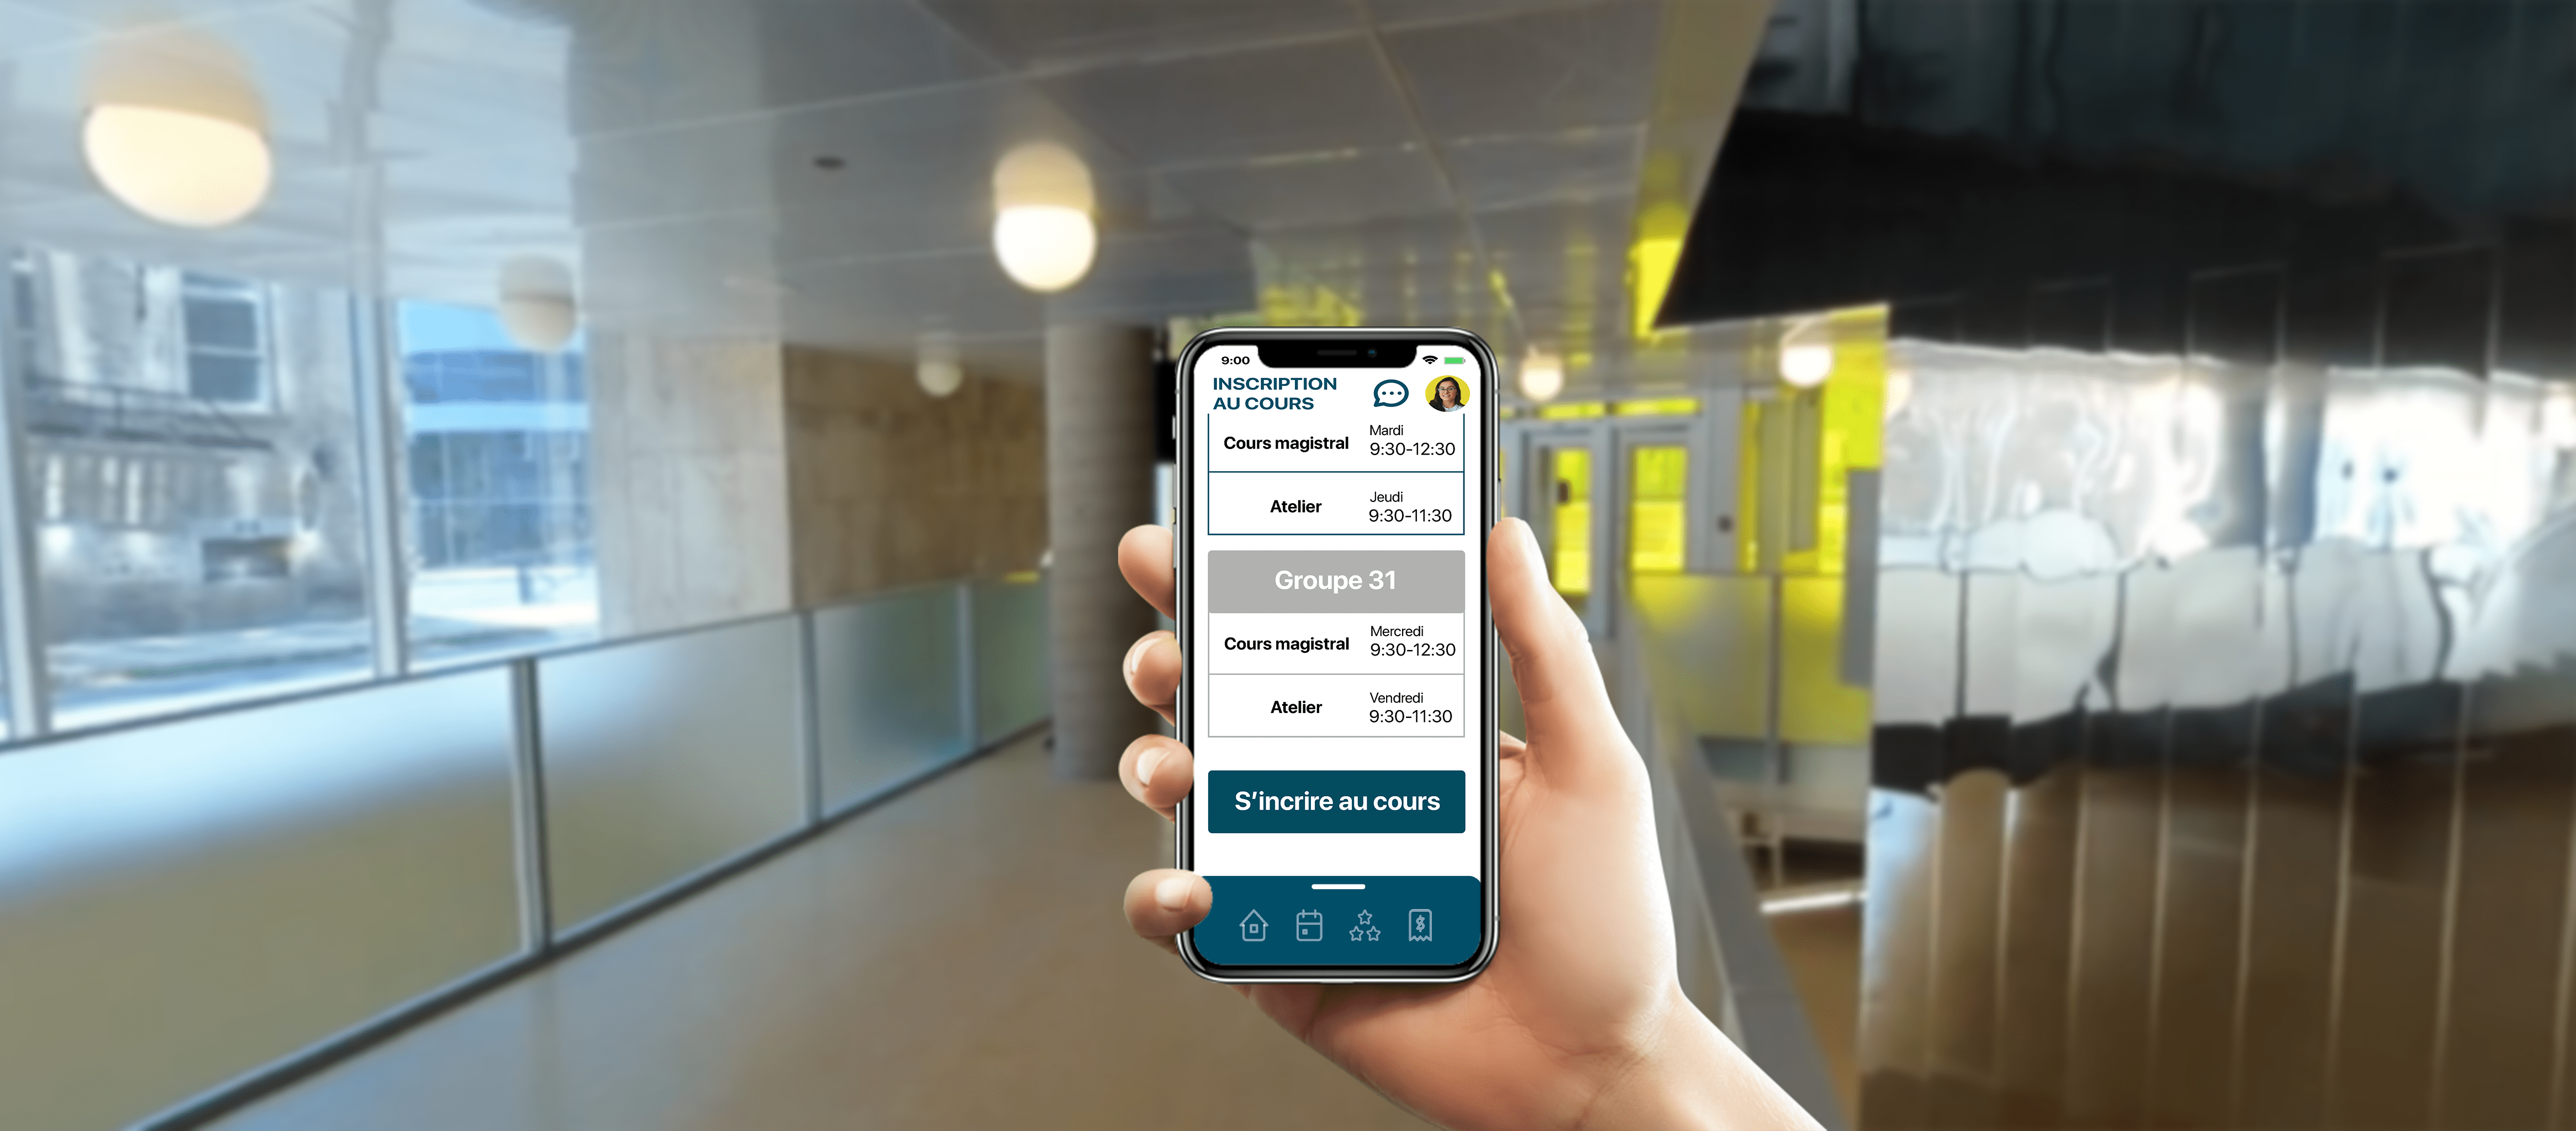 9:00
INSCRIPTION
AU COURS
Cours magistral
Mardi
9:30-12:30
Atelier
Jeudi
9:30-11:30
Groupe 31
Cours magistral
Mercredi
9:30-12:30
Atelier
Vendredi
9:30-11:30
S'incrire au cours